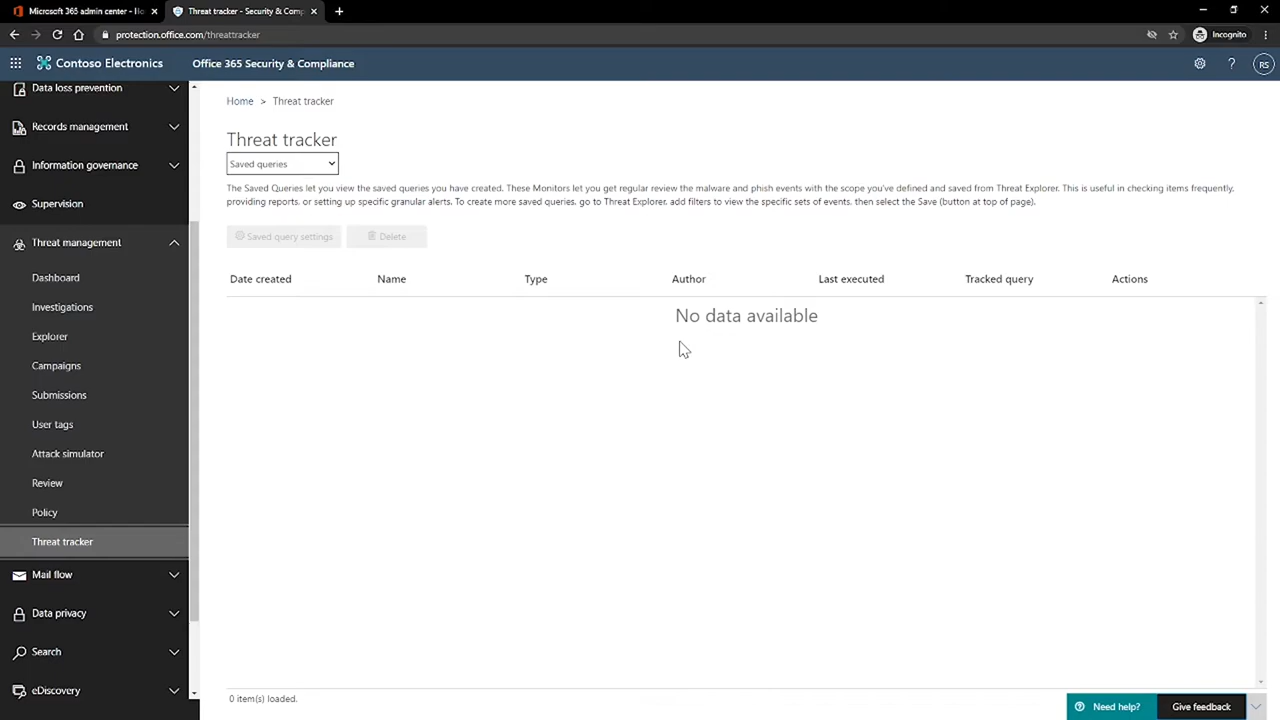 Microsoft 365 admin center - Ho
Threat tracker - Security & Comp
protection.office.com/threattracker
Incognito
Contoso Electronics
Office 365 Security & Compliance
RS
Data loss prevention
Records management
Information governance
Supervision
Threat management
Dashboard
Investigations
Explorer
Campaigns
Submissions
User tags
Attack simulator
Review
Policy
Threat tracker
Mail flow
Data privacy
Search
eDiscovery
Home > Threat tracker
Threat tracker
Saved queries
The Saved Queries let you view the saved queries you have created. These Monitors let you get regular review the malware and phish events with the scope you've defined and saved from Threat Explorer. This is useful in checking items frequently,
providing reports, or setting up specific granular alerts. To create more saved queries, go to Threat Explorer, add filters to view the specific sets of events, then select the Save (button at top of page).
Saved query settings
Delete
Date created Name Type Author Last executed Tracked query Actions
No data available
0 item(s) loaded.
Need help?
Give feedback